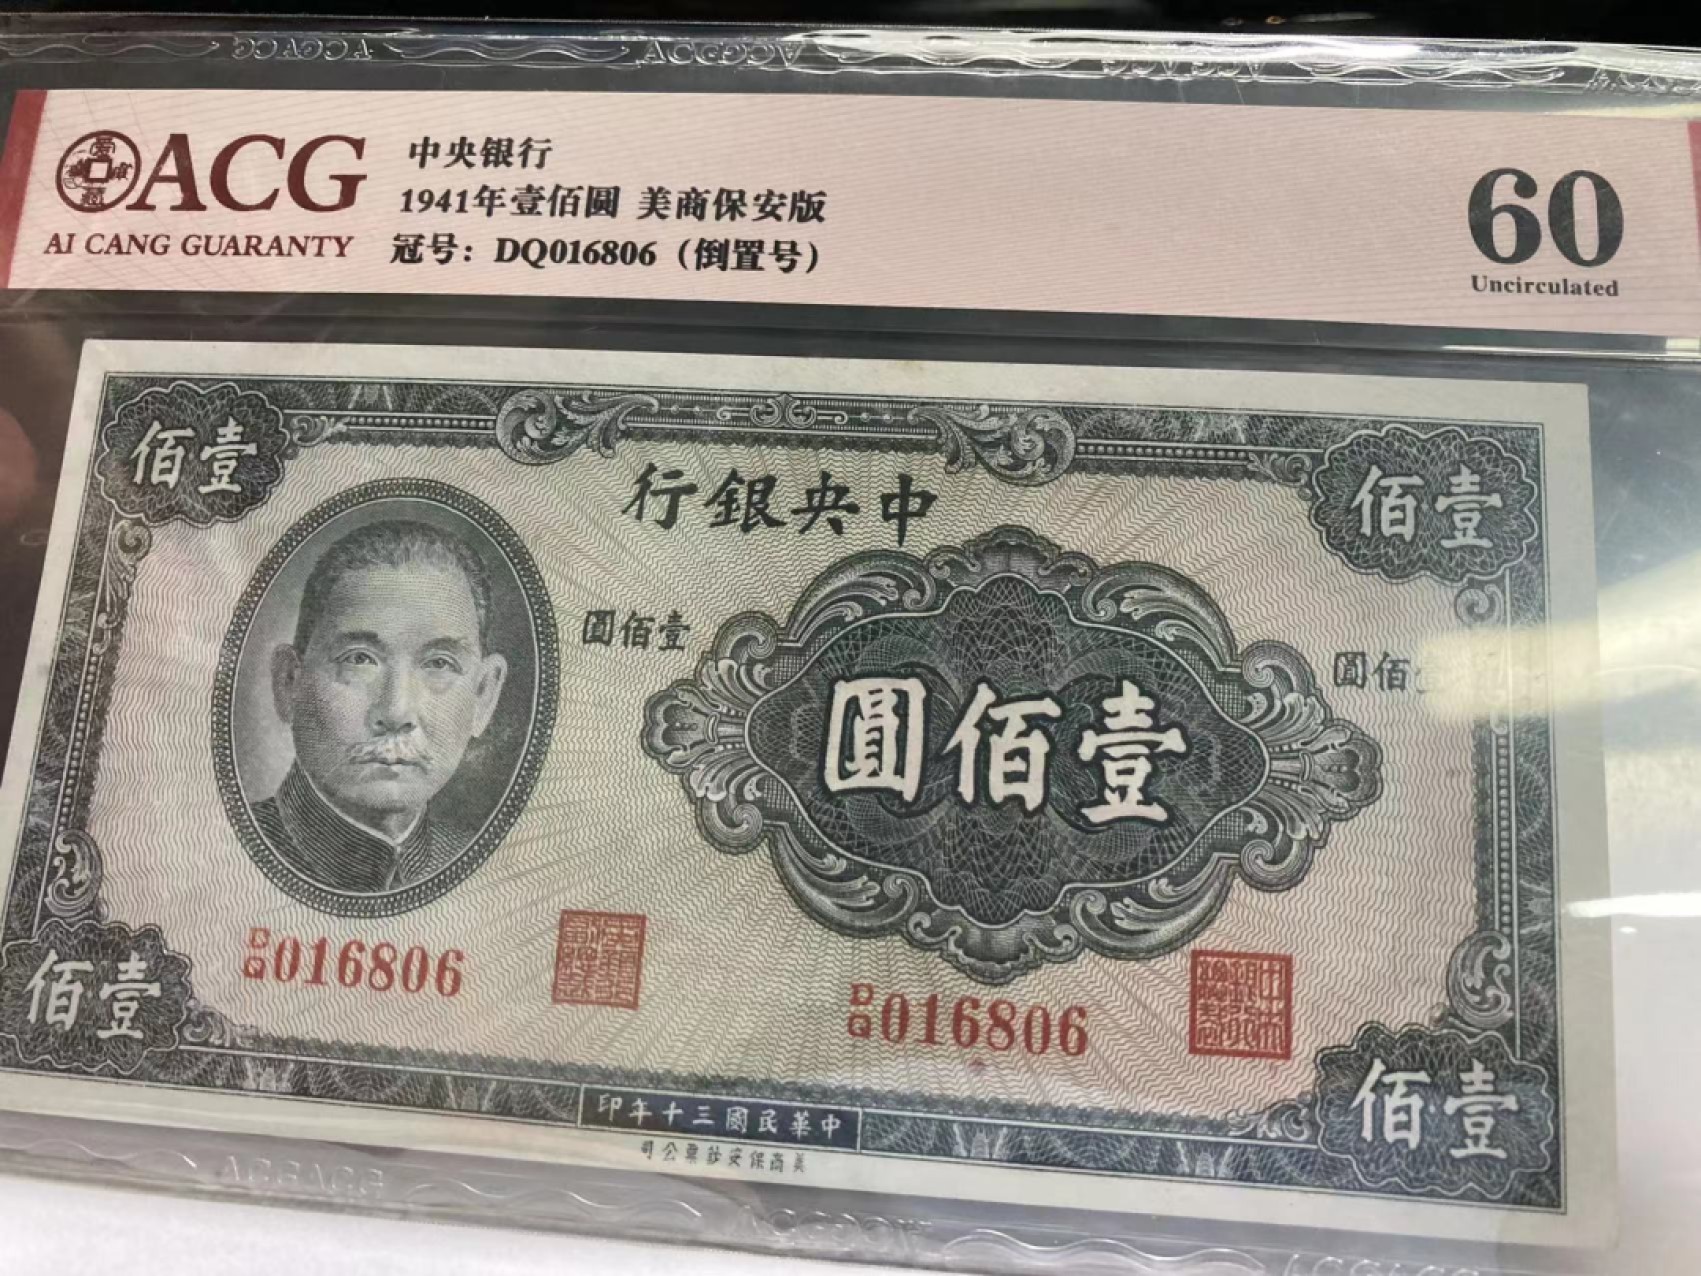 ACG
AI CANG GUARANTY
中央银行
1941年壹佰圆 美商保安版
冠号：DQ016806（倒置号）
60
Uncirculated
佰壹
行銀央中
佰壹
圓佰壹
圓佰
圓佰壹
DQ016806
DQ016806
佰壹
佰壹
印年十三國民華中
司公票鈔安保商美